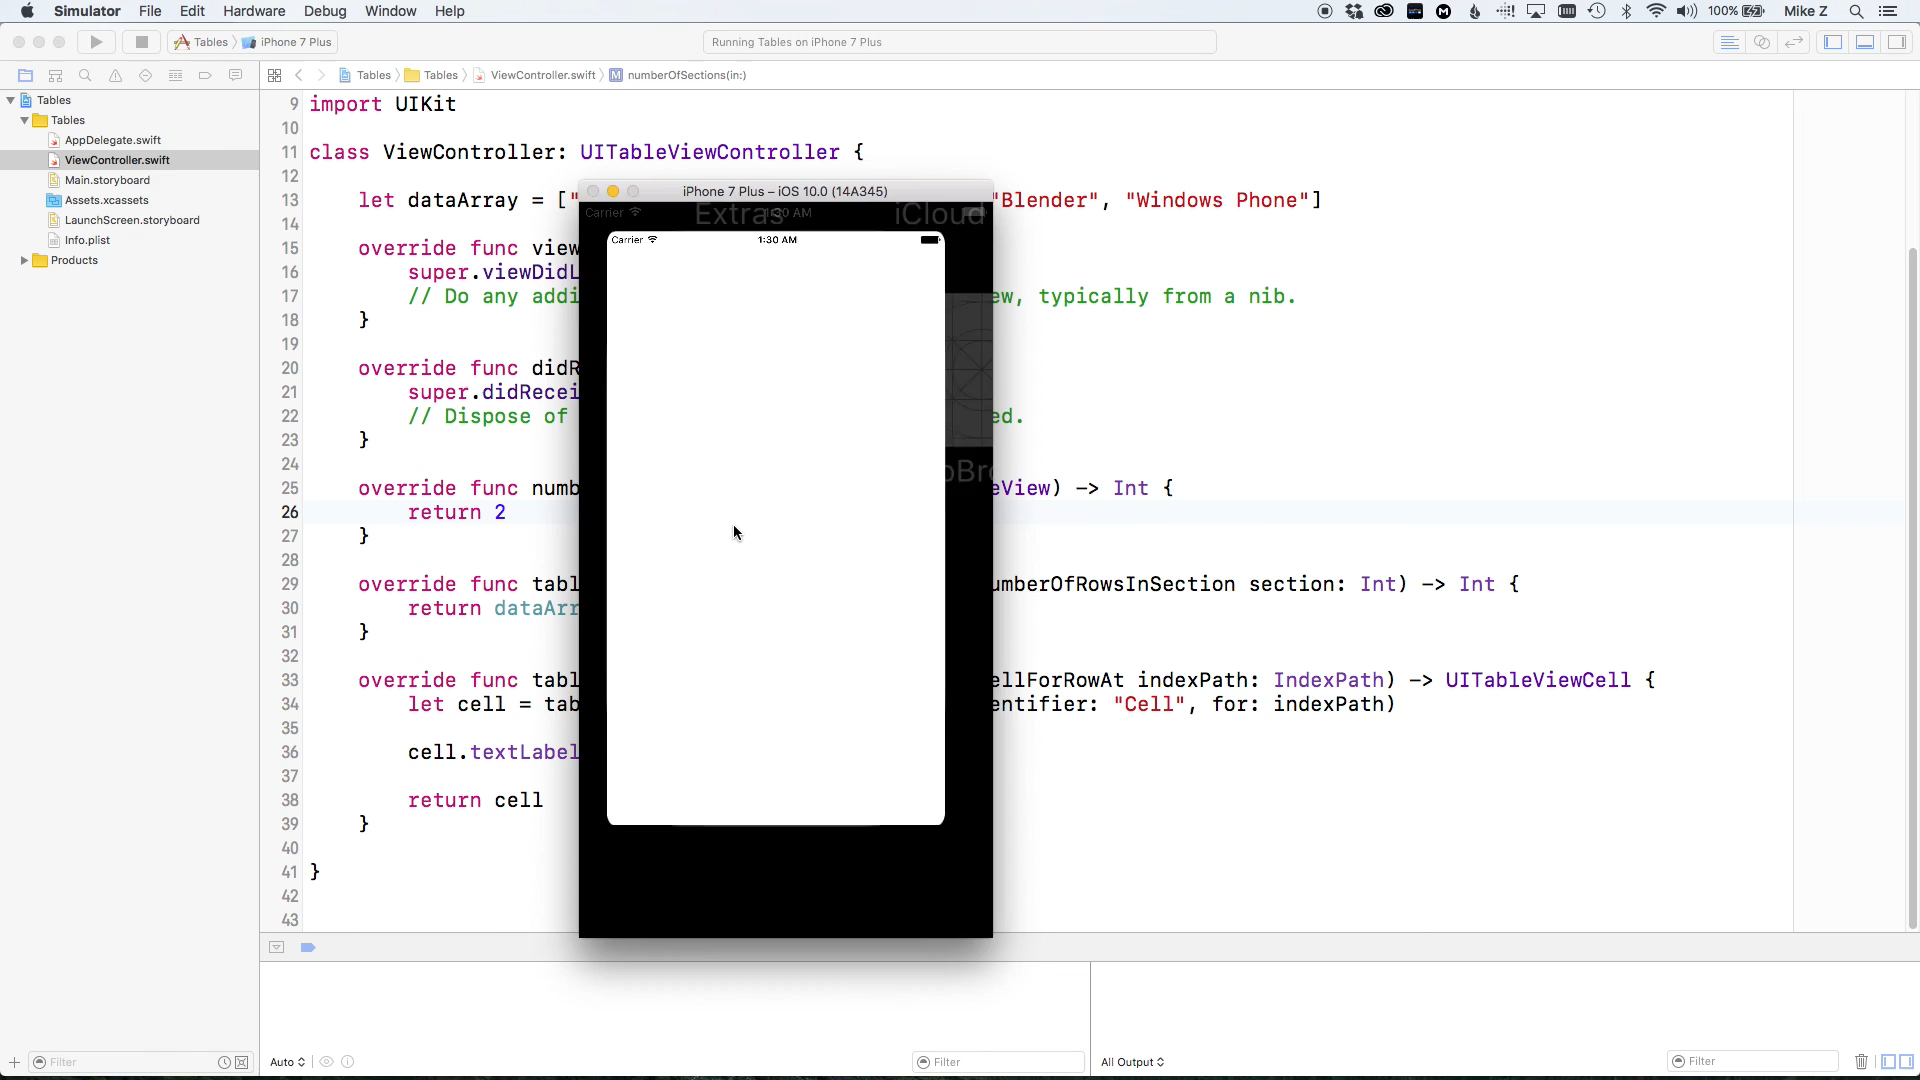 Simulator File Edit Hardware Debug Window Help 100% Mike Z
Tables iPhone 7 Plus Running Tables on iPhone 7 Plus
Tables Tables ViewController.swift M numberOfSections(in:)
Tables
Tables
AppDelegate.swift
ViewController.swift
Main.storyboard
Assets.xcassets
LaunchScreen.storyboard
Info.plist
Products
9 import UIKit
10
11 class ViewController: UITableViewController {
12
iPhone 7 Plus – iOS 10.0 (14A345)
13 let dataArray = [" "Blender", "Windows Phone"]
Carrier Extras 1:30 AM iCloud
14
Carrier 1:30 AM
15 override func view
16 super.viewDidL
17 // Do any addi ew, typically from a nib.
18 }
19
20 override func didR
21 super.didRecei
22 // Dispose of ed.
23 }
24
pBro
25 override func numb eView) -> Int {
26 return 2
27 }
28
29 override func tabl umberOfRowsInSection section: Int) -> Int {
30 return dataArr
31 }
32
33 override func tabl ellForRowAt indexPath: IndexPath) -> UITableViewCell {
34 let cell = tab entifier: "Cell", for: indexPath)
35
36 cell.textLabel
37
38 return cell
39 }
40
41 }
42
43
Filter Auto Filter All Output Filter